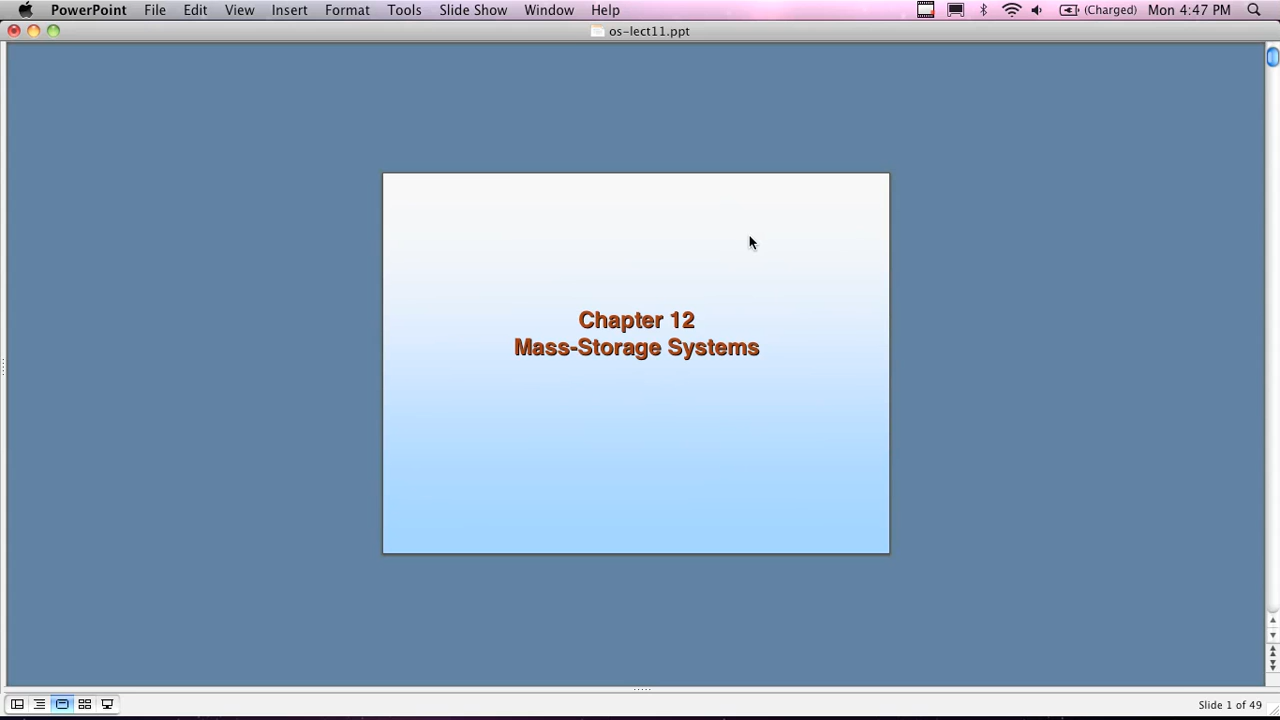 PowerPoint File Edit View Insert Format Tools Slide Show Window Help (Charged) Mon 4:47 PM
os-lect11.ppt
Chapter 12
Mass-Storage Systems
Slide 1 of 49